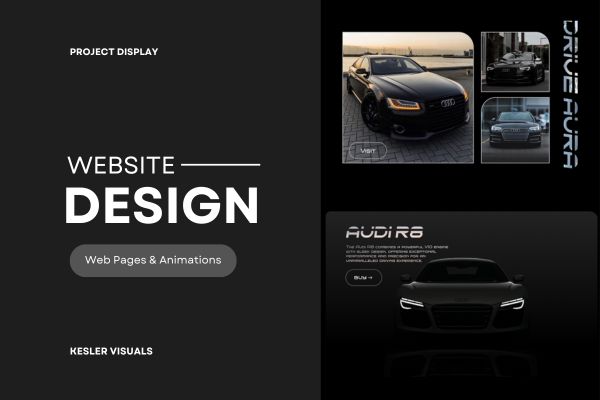 PROJECT DISPLAY
WEBSITE
DESIGN
Web Pages & Animations
KESLER VISUALS
VISIT
DRIVE AURA
AUDI R8
The Audi R8 combines a powerful V10 engine
with sleek design, offering exceptional
performance and precision for an
unparalleled driving experience.
BUY→